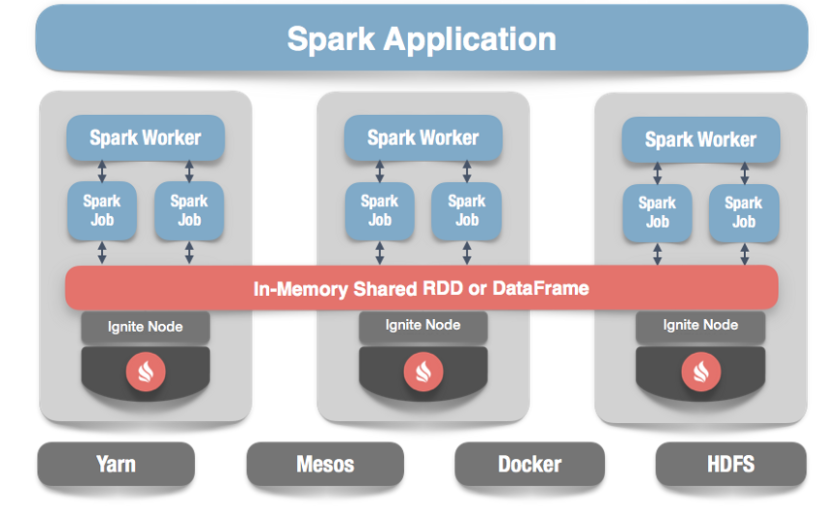 Spark Application
Spark Worker
Spark Worker
Spark Worker
Spark
Job
Spark
Job
Spark
Job
Spark
Job
Spark
Job
Spark
Job
In-Memory Shared RDD or DataFrame
Ignite Node
Ignite Node
Ignite Node
Yarn
Mesos
Docker
HDFS